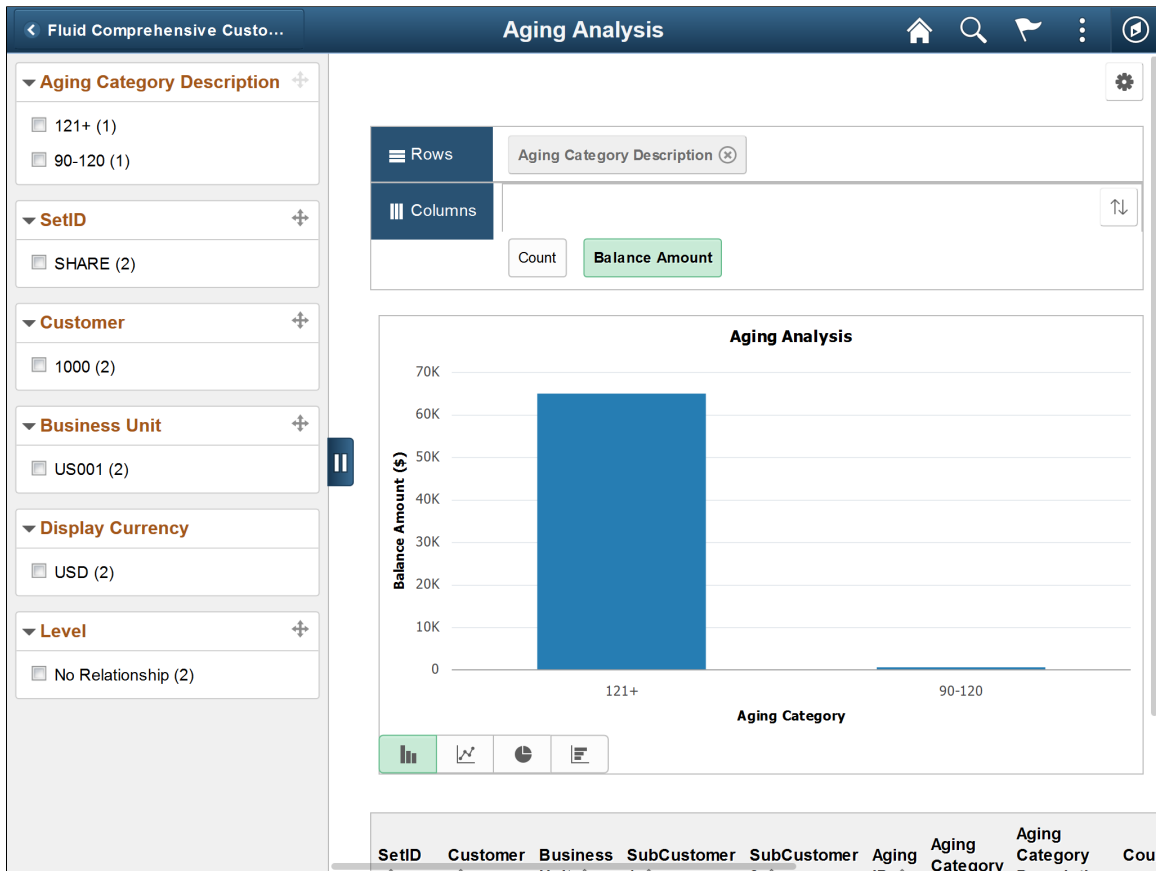 Fluid Comprehensive Custo...
Aging Analysis
Aging Category Description
121+ (1)
90-120 (1)
SetID
SHARE (2)
Customer
1000 (2)
Business Unit
US001 (2)
Display Currency
USD (2)
Level
No Relationship (2)
Rows
Aging Category Description
Columns
Count
Balance Amount
Aging Analysis
Balance Amount ($)
70K
60K
50K
40K
30K
20K
10K
0
121+
90-120
Aging Category
SetID
Customer
Business
SubCustomer
SubCustomer
Aging
Aging
Category
Aging
Category
Cou